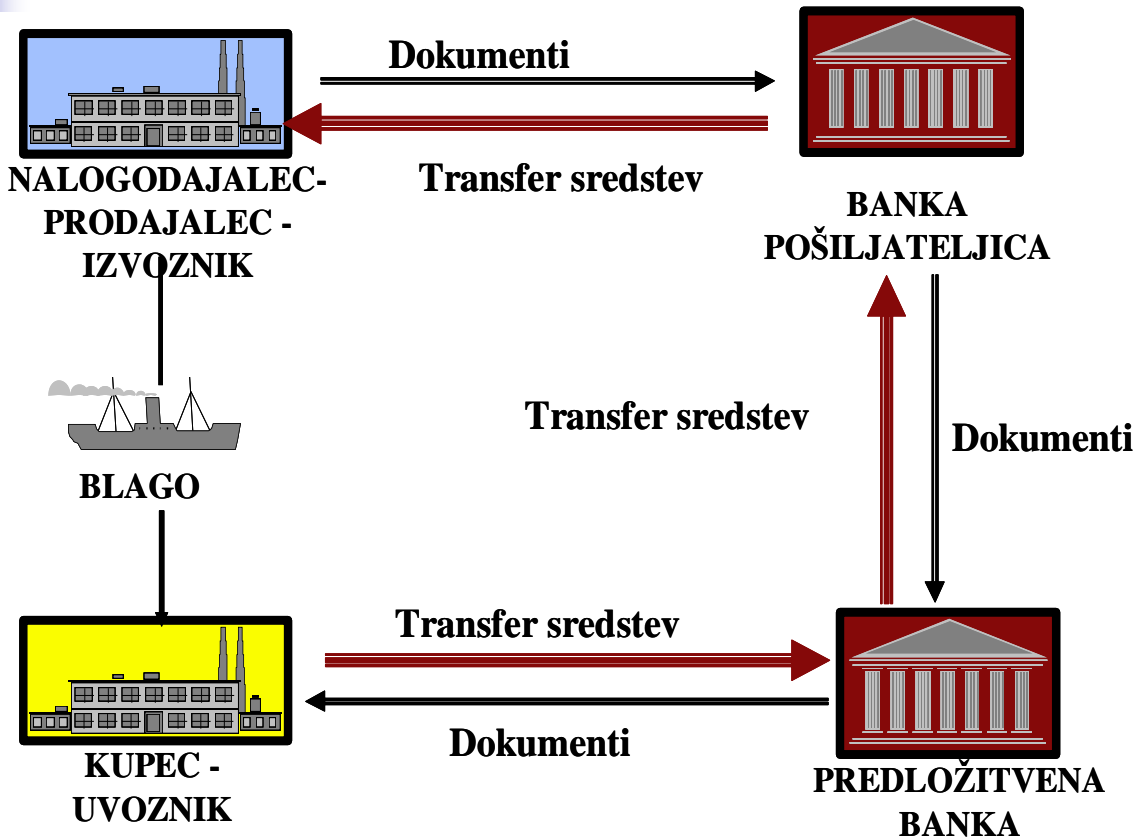 Dokumenti
Transfer sredstev
NALOGODAJALEC-
PRODAJALEC -
IZVOZNIK
BANKA
POŠILJATELJICA
Transfer sredstev
Dokumenti
BLAGO
Transfer sredstev
Dokumenti
KUPEC -
UVOZNIK
PREDLOŽITVENA
BANKA